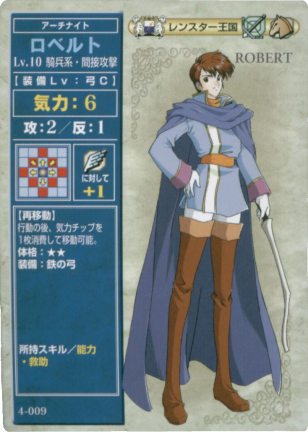 アーチナイト
ロベルト
Lv.10 騎兵系・間接攻撃
【装備Lv：弓C】
気力：6
攻：2／反：1
に対して
+1
【再移動】
行動の後、気力チップを
1枚消費して移動可能。
体格：★★
装備：鉄の弓
所持スキル／能力
・救助
4-009
レンスター王国
ROBERT